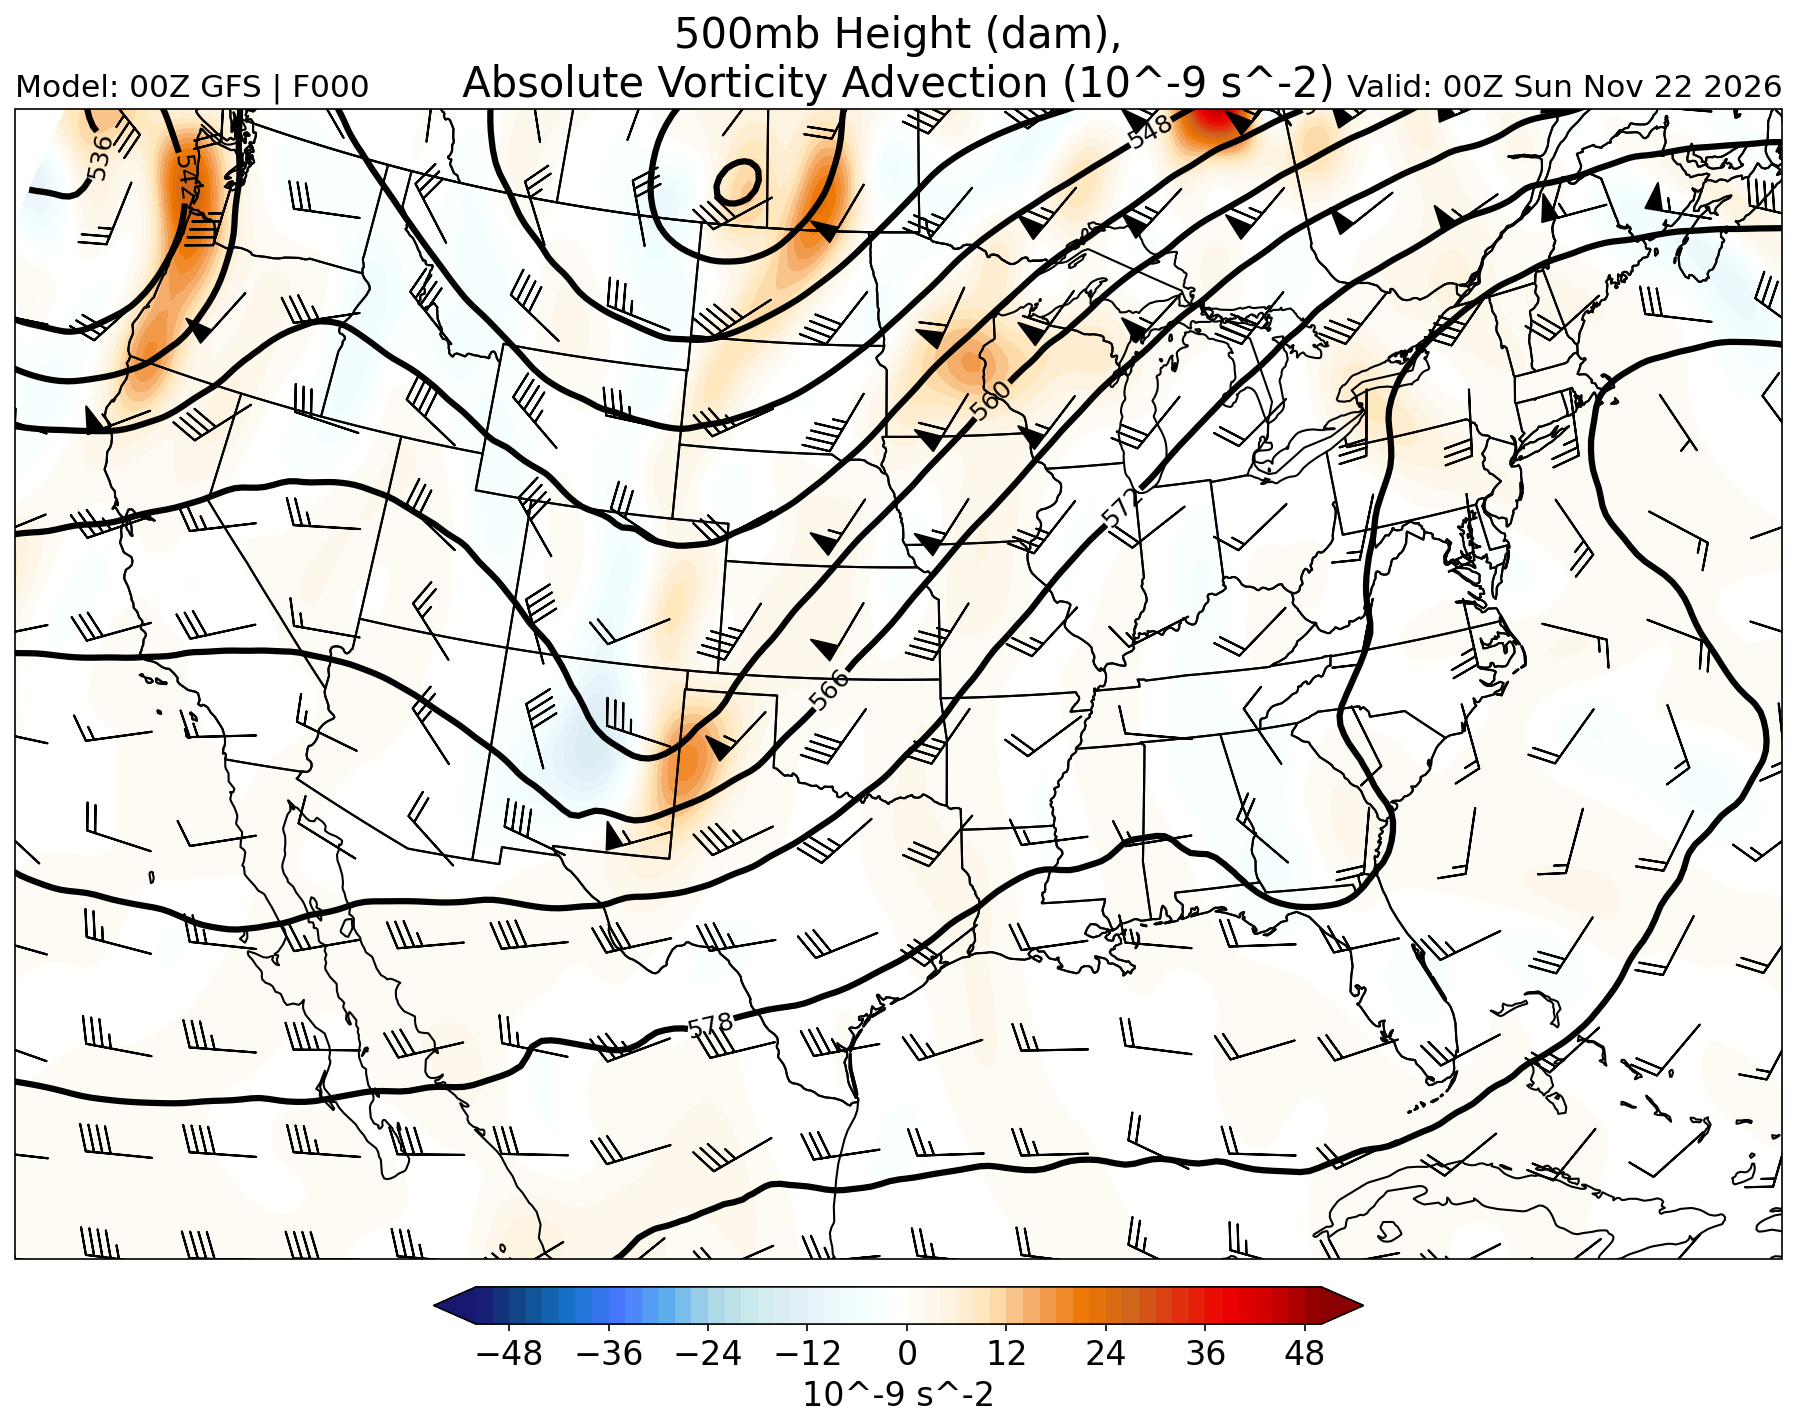 500mb Height (dam),
Model: 00Z GFS | F000
Absolute Vorticity Advection (10^-9 s^-2)
Valid: 00Z Sun Nov 22 2026
548
536
542
560
572
566
578
−48 −36 −24 −12 0 12 24 36 48
10^-9 s^-2